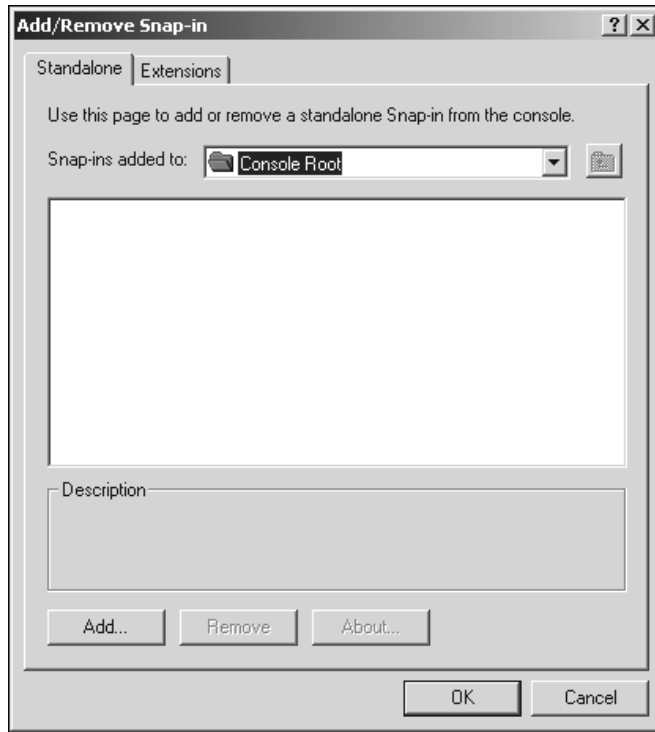 Add/Remove Snap-in
Standalone
Extensions
Use this page to add or remove a standalone Snap-in from the console.
Snap-ins added to:
Console Root
Description
Add...
Remove
About...
OK
Cancel